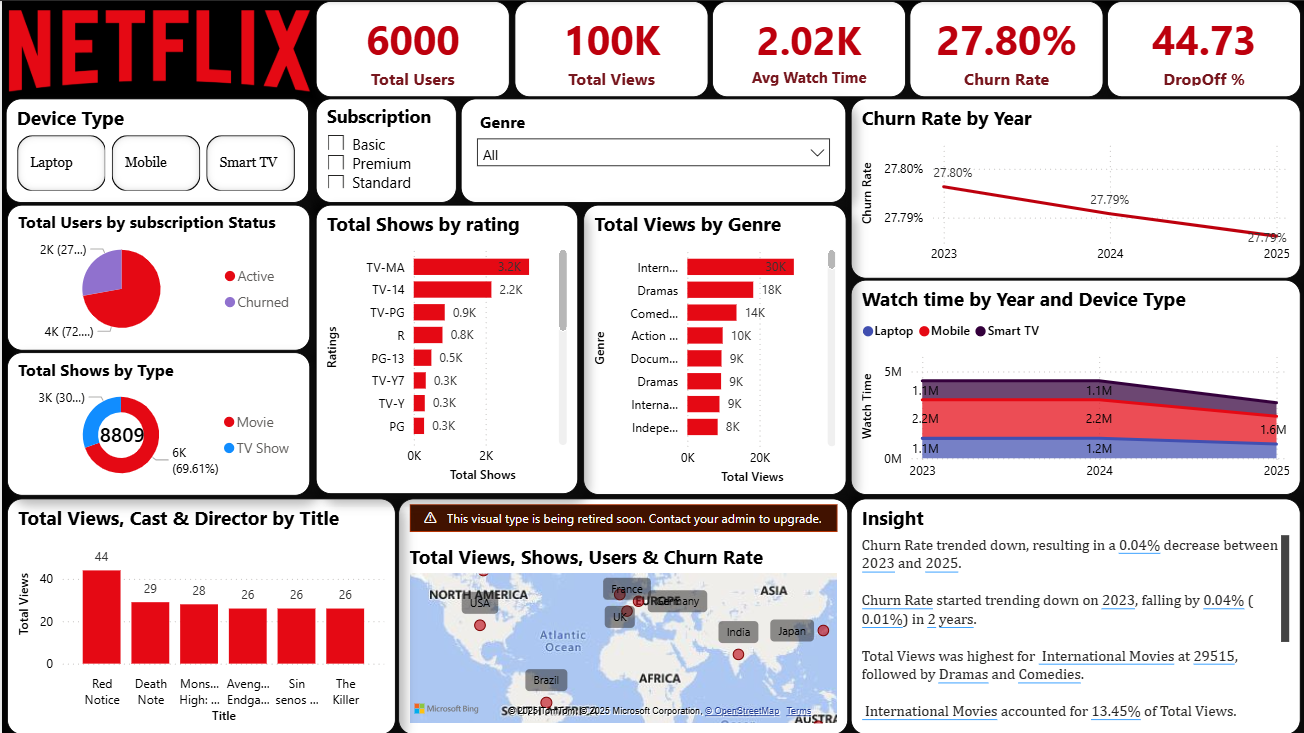 NETFLIX
6000
Total Users
100K
Total Views
2.02K
Avg Watch Time
27.80%
Churn Rate
44.73
DropOff %
Device Type
Laptop
Mobile
Smart TV
Subscription
Basic
Premium
Standard
Genre
All
Churn Rate by Year
Churn Rate
27.80%
27.79%
27.80%
27.79%
27.79%
2023
2024
2025
Total Users by subscription Status
2K (27...)
4K (72....)
Active
Churned
Total Shows by rating
Ratings
TV-MA
3.2K
TV-14
2.2K
TV-PG
0.9K
R
0.8K
PG-13
0.5K
TV-Y7
0.3K
TV-Y
0.3K
PG
0.3K
0K
2K
Total Shows
Total Views by Genre
Genre
Intern...
30K
Dramas
18K
Comed...
14K
Action ...
10K
Docum...
9K
Dramas
9K
Interna...
9K
Indepe...
8K
0K
20K
Total Views
Watch time by Year and Device Type
Laptop
Mobile
Smart TV
Watch Time
5M
0M
1.1M
1.1M
2.2M
2.2M
1.6M
1.1M
1.2M
2023
2024
2025
Total Shows by Type
3K (30...)
8809
6K
(69.61%)
Movie
TV Show
Total Views, Cast & Director by Title
Total Views
40
20
0
44
29
28
26
26
26
Red
Notice
Death
Note
Mons...
High: ...
Aveng...
Endga...
Sin
senos ...
The
Killer
Title
This visual type is being retired soon. Contact your admin to upgrade.
Total Views, Shows, Users & Churn Rate
NORTH AMERICA
USA
France
EUROPE
Germany
UK
ASIA
Atlantic
Ocean
India
Japan
Brazil
AFRICA
Microsoft Bing
© 2025 TomTom, © 2025 Microsoft Corporation, © OpenStreetMap Terms
Insight
Churn Rate trended down, resulting in a 0.04% decrease between
2023 and 2025.
Churn Rate started trending down on 2023, falling by 0.04% (
0.01%) in 2 years.
Total Views was highest for International Movies at 29515,
followed by Dramas and Comedies.
International Movies accounted for 13.45% of Total Views.